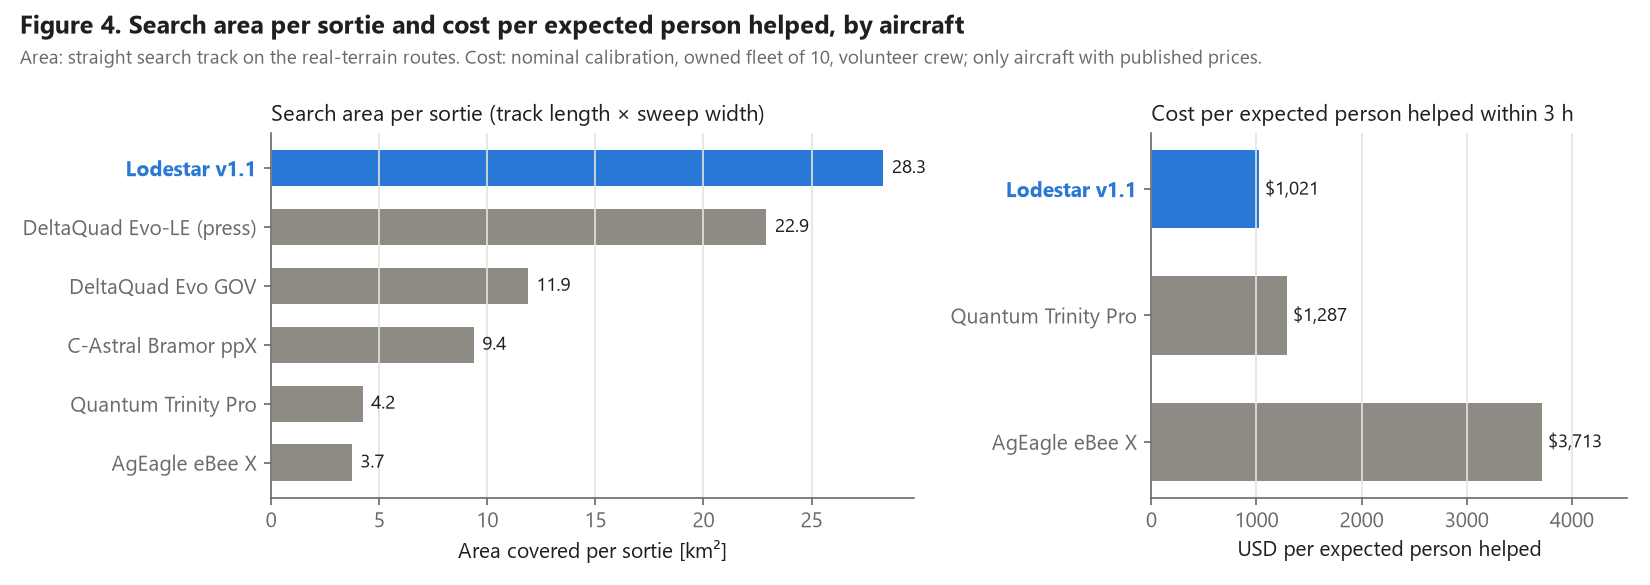 Figure 4. Search area per sortie and cost per expected person helped, by aircraft
Area: straight search track on the real-terrain routes. Cost: nominal calibration, owned fleet of 10, volunteer crew; only aircraft with published prices.
Search area per sortie (track length × sweep width)
Lodestar v1.1 28.3
DeltaQuad Evo-LE (press) 22.9
DeltaQuad Evo GOV 11.9
C-Astral Bramor ppX 9.4
Quantum Trinity Pro 4.2
AgEagle eBee X 3.7
0 5 10 15 20 25
Area covered per sortie [km²]
Cost per expected person helped within 3 h
Lodestar v1.1 $1,021
Quantum Trinity Pro $1,287
AgEagle eBee X $3,713
0 1000 2000 3000 4000
USD per expected person helped